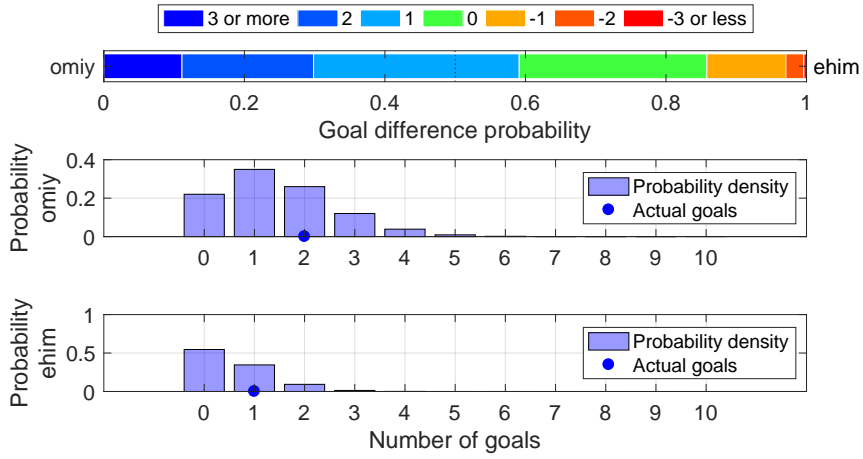 3 or more 2 1 0 -1 -2 -3 or less
omiy ehim
0 0.2 0.4 0.6 0.8 1
Goal difference probability
Probability
omiy
0.4
0.2
0
Probability density
Actual goals
0 1 2 3 4 5 6 7 8 9 10
Probability
ehim
1
0.5
0
Probability density
Actual goals
0 1 2 3 4 5 6 7 8 9 10
Number of goals